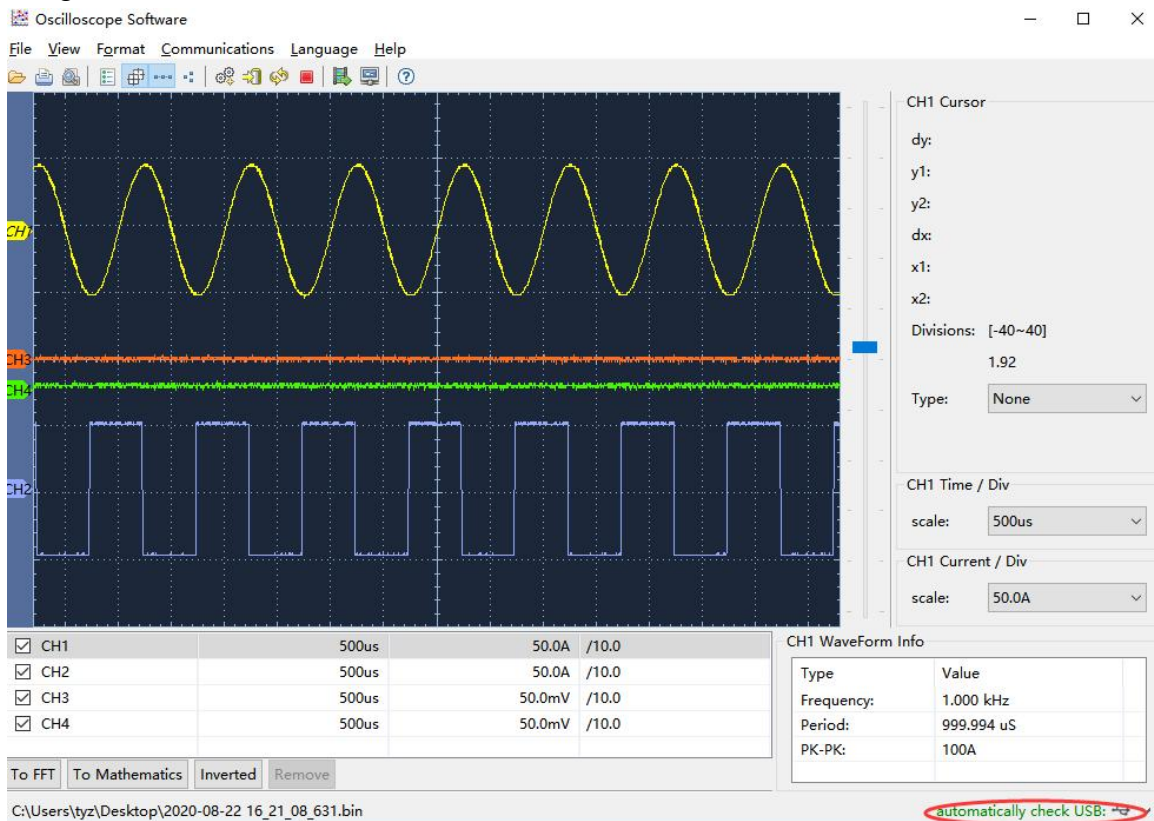 Oscilloscope Software
File View Format Communications Language Help
CH1 Cursor
dy:
y1:
y2:
dx:
x1:
x2:
Divisions: [-40~40]
1.92
Type: None
CH
CH3
CH4
CH2
CH1 Time / Div
scale: 500us
CH1 Current / Div
scale: 50.0A
CH1 500us 50.0A /10.0
CH2 500us 50.0A /10.0
CH3 500us 50.0mV /10.0
CH4 500us 50.0mV /10.0
To FFT To Mathematics Inverted Remove
CH1 WaveForm Info
Type Value
Frequency: 1.000 kHz
Period: 999.994 uS
PK-PK: 100A
C:\Users\tyz\Desktop\2020-08-22 16_21_08_631.bin
automatically check USB: